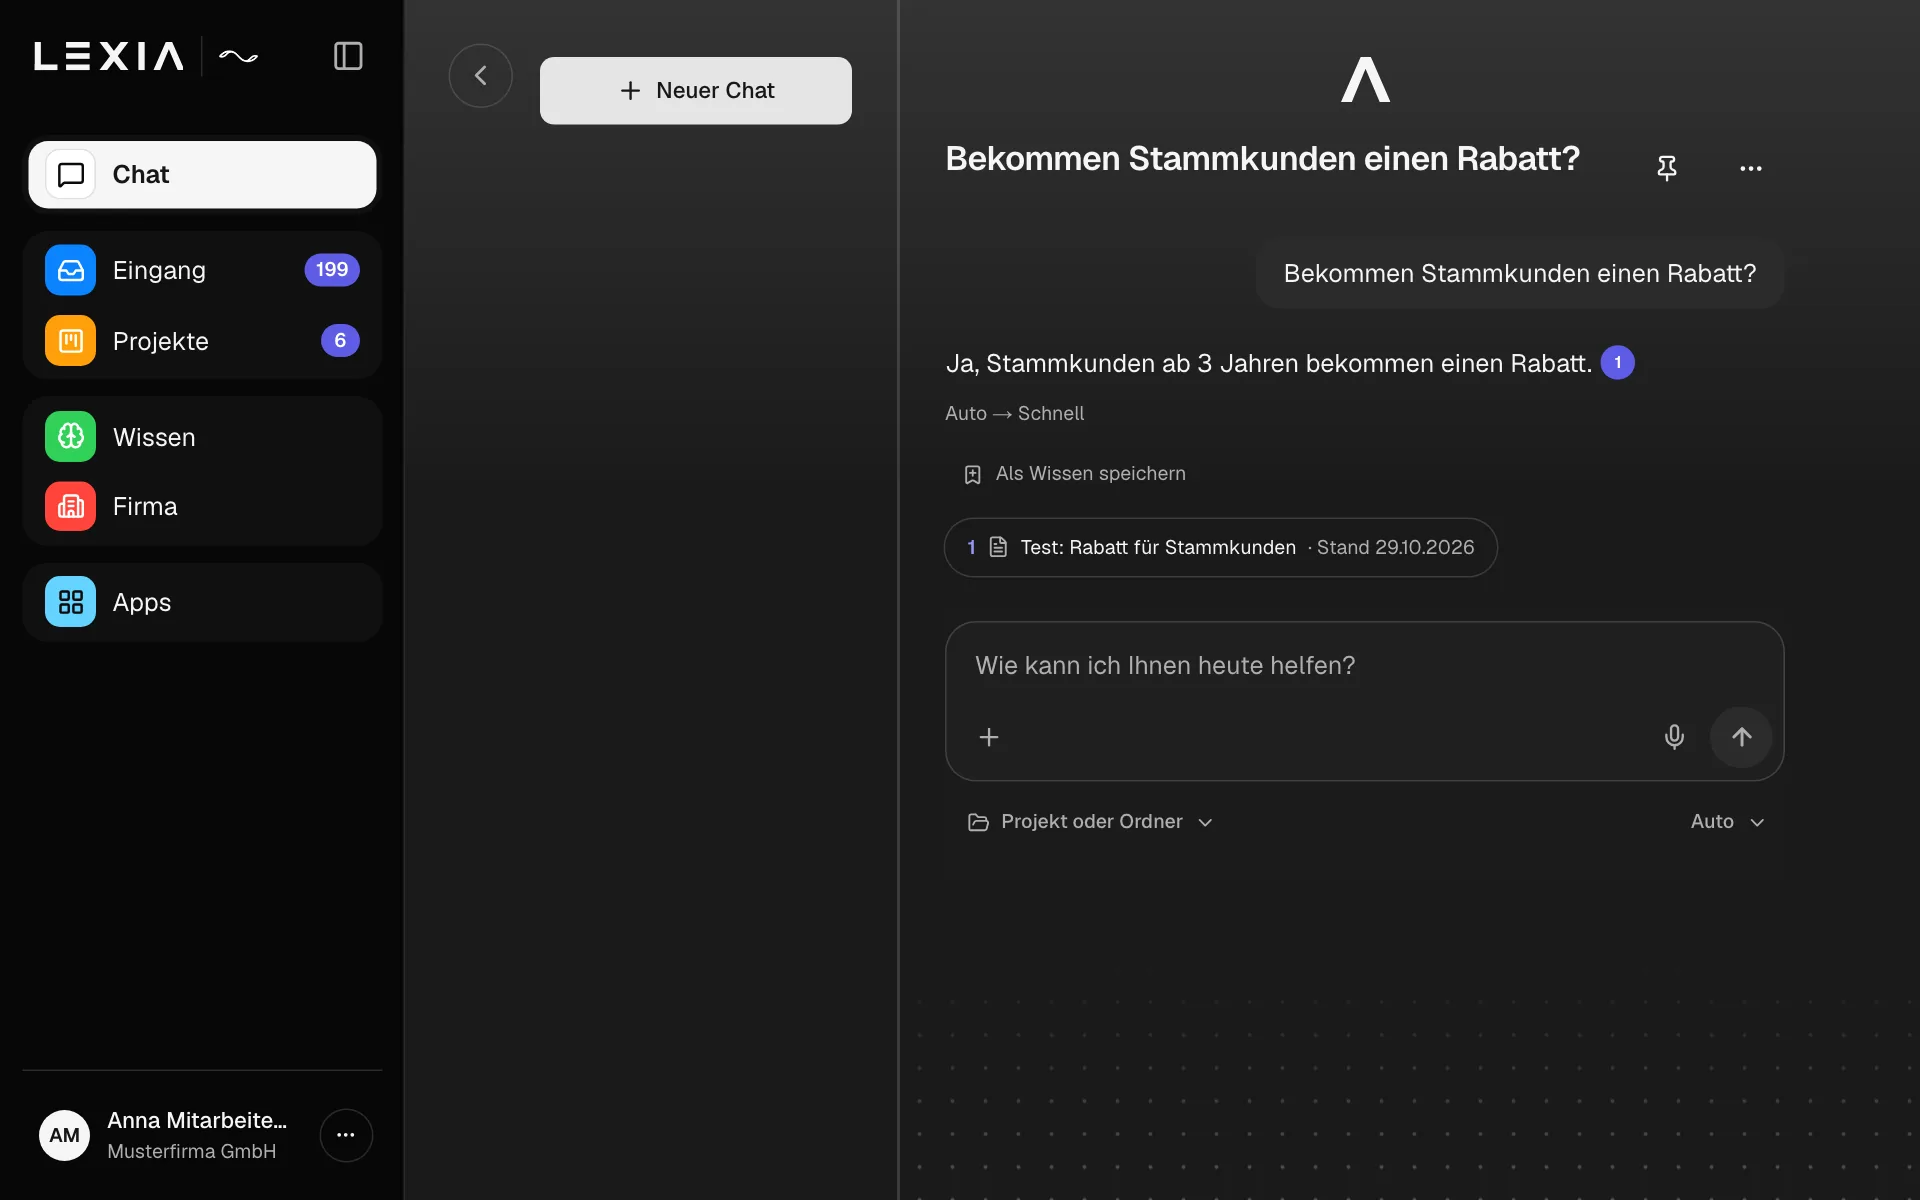 LEXIA
Chat
Eingang 199
Projekte 6
Wissen
Firma
Apps
AM
Anna Mitarbeite...
Musterfirma GmbH
Neuer Chat
Bekommen Stammkunden einen Rabatt?
Bekommen Stammkunden einen Rabatt?
Ja, Stammkunden ab 3 Jahren bekommen einen Rabatt. 1
Auto → Schnell
Als Wissen speichern
1 Test: Rabatt für Stammkunden · Stand 29.10.2026
Wie kann ich Ihnen heute helfen?
Projekt oder Ordner
Auto